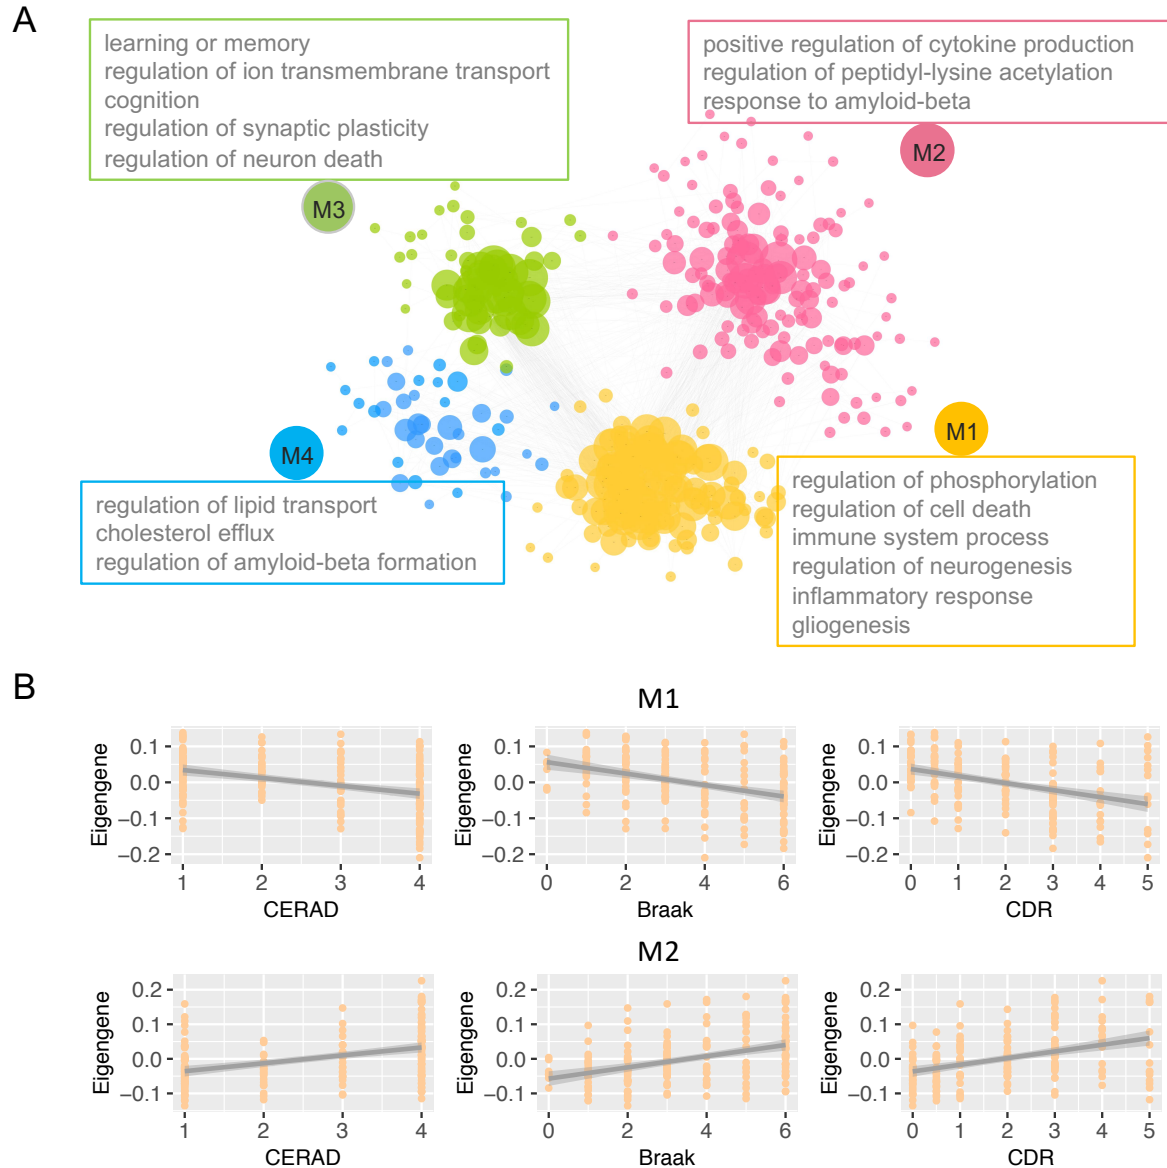 A
learning or memory
regulation of ion transmembrane transport
cognition
regulation of synaptic plasticity
regulation of neuron death
M3
positive regulation of cytokine production
regulation of peptidyl-lysine acetylation
response to amyloid-beta
M2
M4
regulation of lipid transport
cholesterol efflux
regulation of amyloid-beta formation
M1
regulation of phosphorylation
regulation of cell death
immune system process
regulation of neurogenesis
inflammatory response
gliogenesis
B
M1
Eigengene
0.1
0.0
−0.1
−0.2
1 2 3 4
CERAD
Eigengene
0.1
0.0
−0.1
−0.2
0 2 4 6
Braak
Eigengene
0.1
0.0
−0.1
−0.2
0 1 2 3 4 5
CDR
M2
Eigengene
0.2
0.1
0.0
−0.1
1 2 3 4
CERAD
Eigengene
0.2
0.1
0.0
−0.1
0 2 4 6
Braak
Eigengene
0.2
0.1
0.0
−0.1
0 1 2 3 4 5
CDR